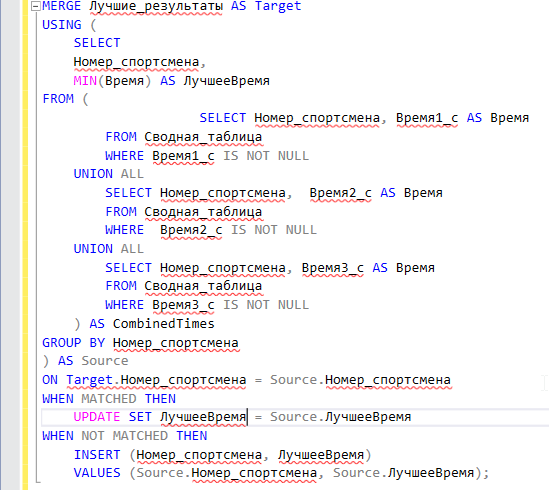 MERGE Лучшие_результаты AS Target
USING (
SELECT
Номер_спортсмена,
MIN(Время) AS ЛучшееВремя
FROM (
SELECT Номер_спортсмена, Время1_с AS Время
FROM Сводная_таблица
WHERE Время1_с IS NOT NULL
UNION ALL
SELECT Номер_спортсмена,  Время2_с AS Время
FROM Сводная_таблица
WHERE  Время2_с IS NOT NULL
UNION ALL
SELECT Номер_спортсмена, Время3_с AS Время
FROM Сводная_таблица
WHERE Время3_с IS NOT NULL
) AS CombinedTimes
GROUP BY Номер_спортсмена
) AS Source
ON Target.Номер_спортсмена = Source.Номер_спортсмена
WHEN MATCHED THEN
UPDATE SET ЛучшееВремя = Source.ЛучшееВремя
WHEN NOT MATCHED THEN
INSERT (Номер_спортсмена, ЛучшееВремя)
VALUES (Source.Номер_спортсмена, Source.ЛучшееВремя);